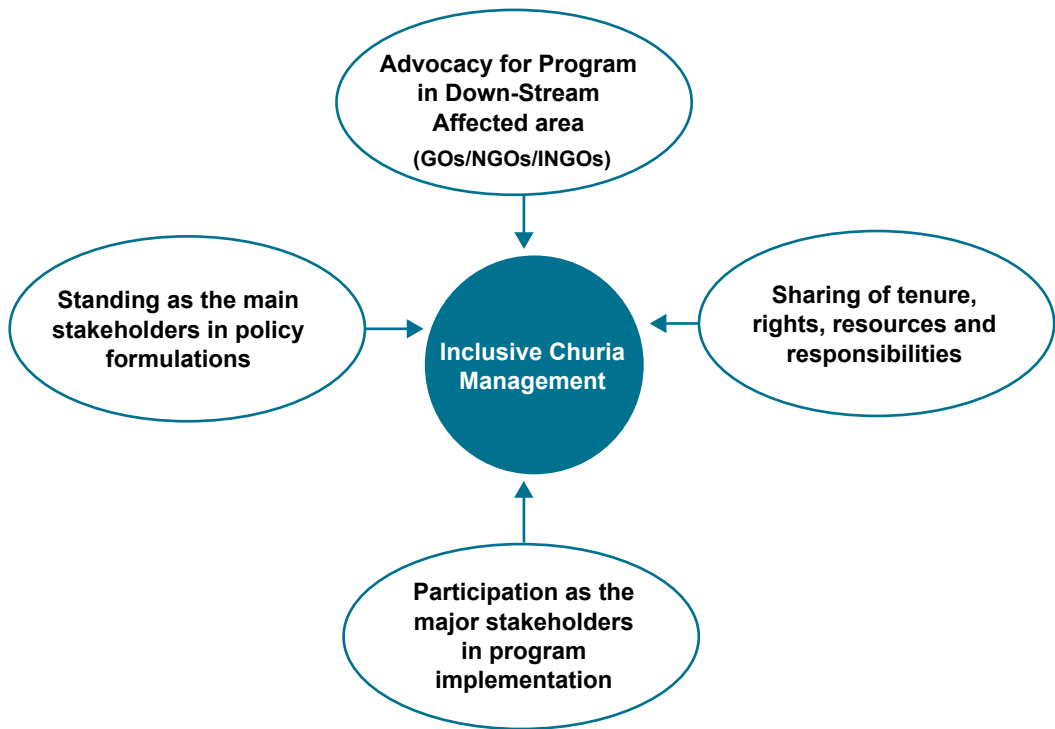 Advocacy for Program
in Down-Stream
Affected area
(GOs/NGOs/INGOs)
Standing as the main
stakeholders in policy
formulations
Inclusive Churia
Management
Sharing of tenure,
rights, resources and
responsibilities
Participation as the
major stakeholders
in program
implementation